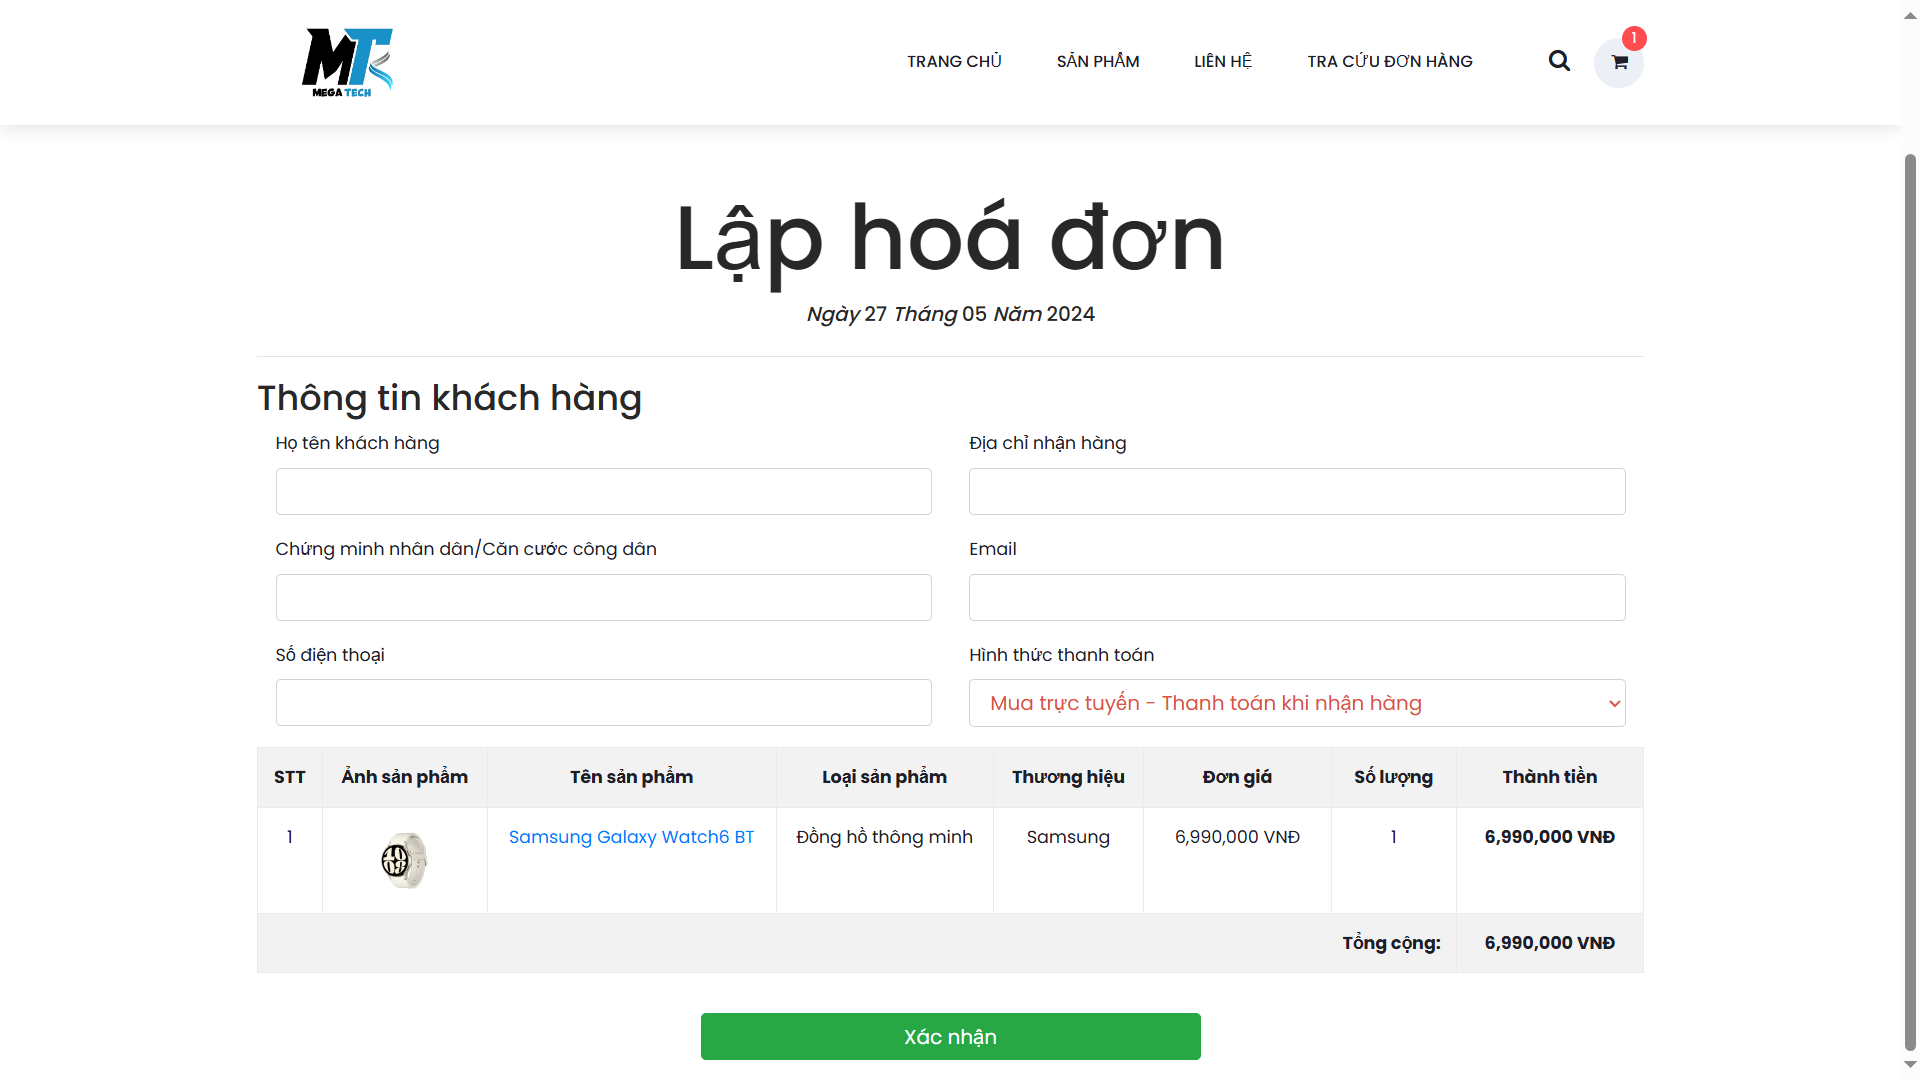 MEGA TECH
TRANG CHỦ
SẢN PHẨM
LIÊN HỆ
TRA CỨU ĐƠN HÀNG
1
Lập hoá đơn
Ngày 27 Tháng 05 Năm 2024
Thông tin khách hàng
Họ tên khách hàng
Địa chỉ nhận hàng
Chứng minh nhân dân/Căn cước công dân
Email
Số điện thoại
Hình thức thanh toán
Mua trực tuyến - Thanh toán khi nhận hàng
STT Ảnh sản phẩm Tên sản phẩm Loại sản phẩm Thương hiệu Đơn giá Số lượng Thành tiền
1 Samsung Galaxy Watch6 BT Đồng hồ thông minh Samsung 6,990,000 VNĐ 1 6,990,000 VNĐ
Tổng cộng: 6,990,000 VNĐ
Xác nhận